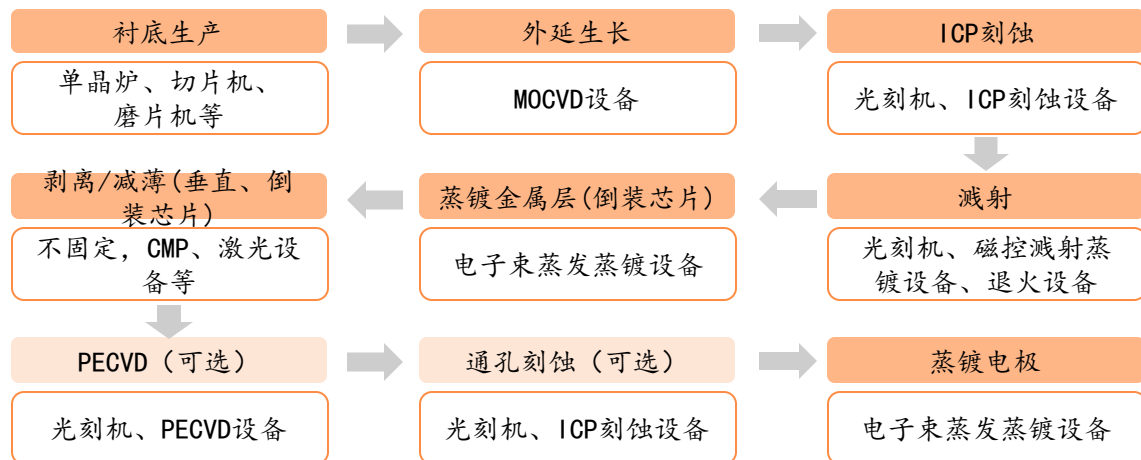 衬底生产
外延生长
ICP刻蚀
单晶炉、切片机、
磨片机等
MOCVD设备
光刻机、ICP刻蚀设备
剥离/减薄(垂直、倒
装芯片)
蒸镀金属层(倒装芯片)
溅射
不固定，CMP、激光设
备等
电子束蒸发蒸镀设备
光刻机、磁控溅射蒸
镀设备、退火设备
PECVD（可选）
通孔刻蚀（可选）
蒸镀电极
光刻机、PECVD设备
光刻机、ICP刻蚀设备
电子束蒸发蒸镀设备